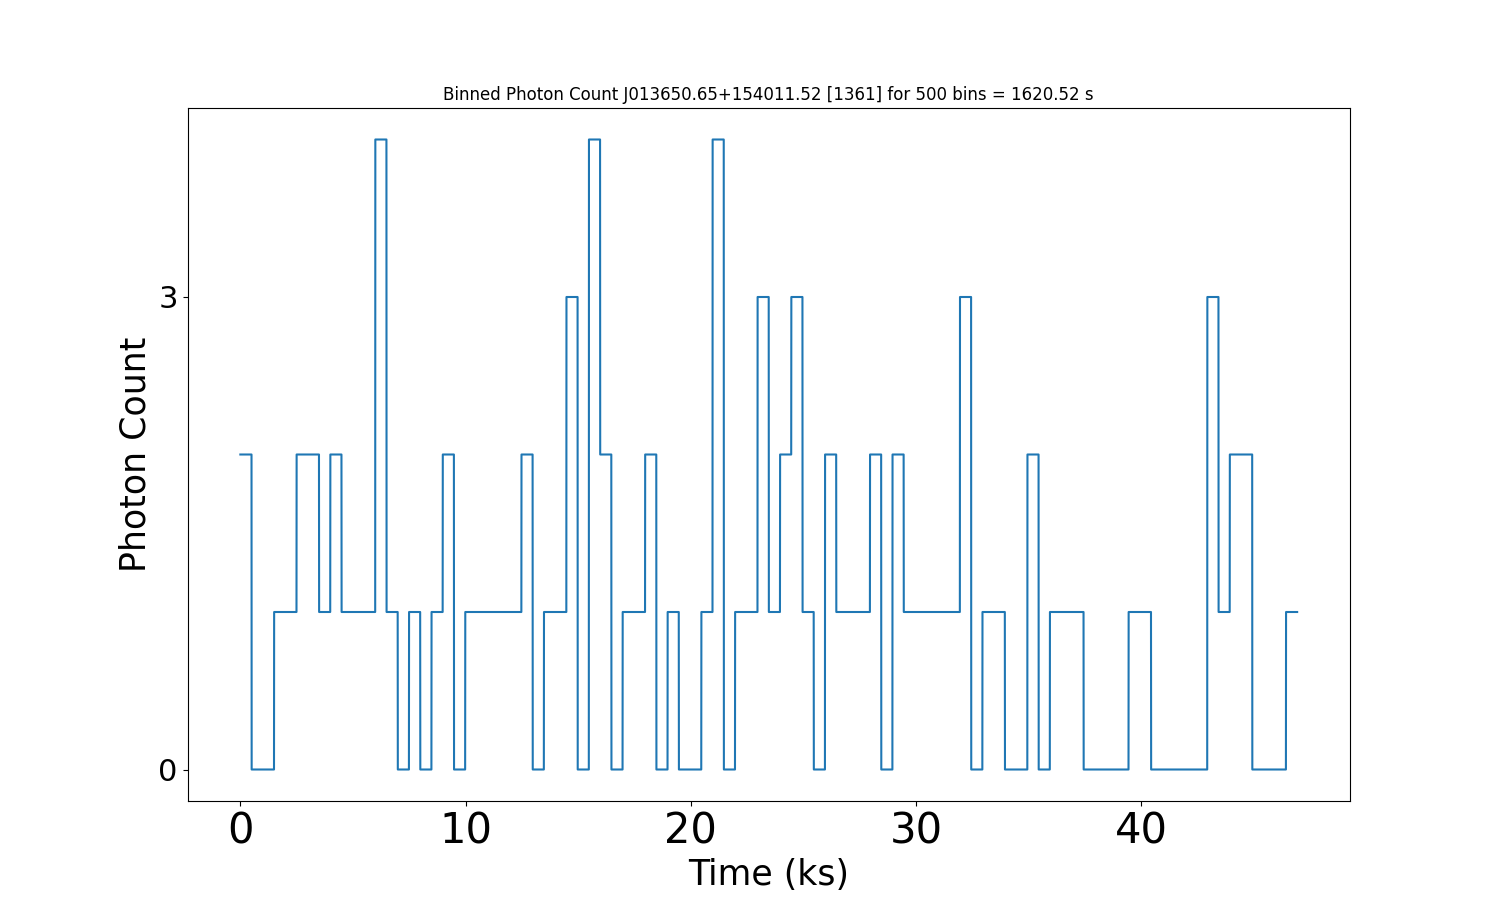 Binned Photon Count J013650.65+154011.52 [1361] for 500 bins = 1620.52 s
Photon Count
3
0
0 10 20 30 40
Time (ks)